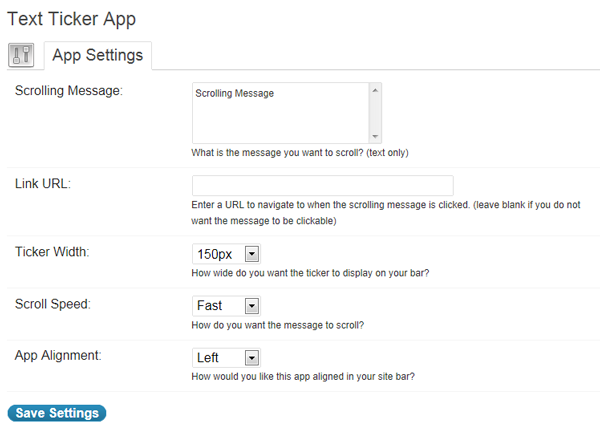 Text Ticker App
App Settings
Scrolling Message:
Scrolling Message
What is the message you want to scroll? (text only)
Link URL:
Enter a URL to navigate to when the scrolling message is clicked. (leave blank if you do not
want the message to be clickable)
Ticker Width:
150px
How wide do you want the ticker to display on your bar?
Scroll Speed:
Fast
How do you want the message to scroll?
App Alignment:
Left
How would you like this app aligned in your site bar?
Save Settings